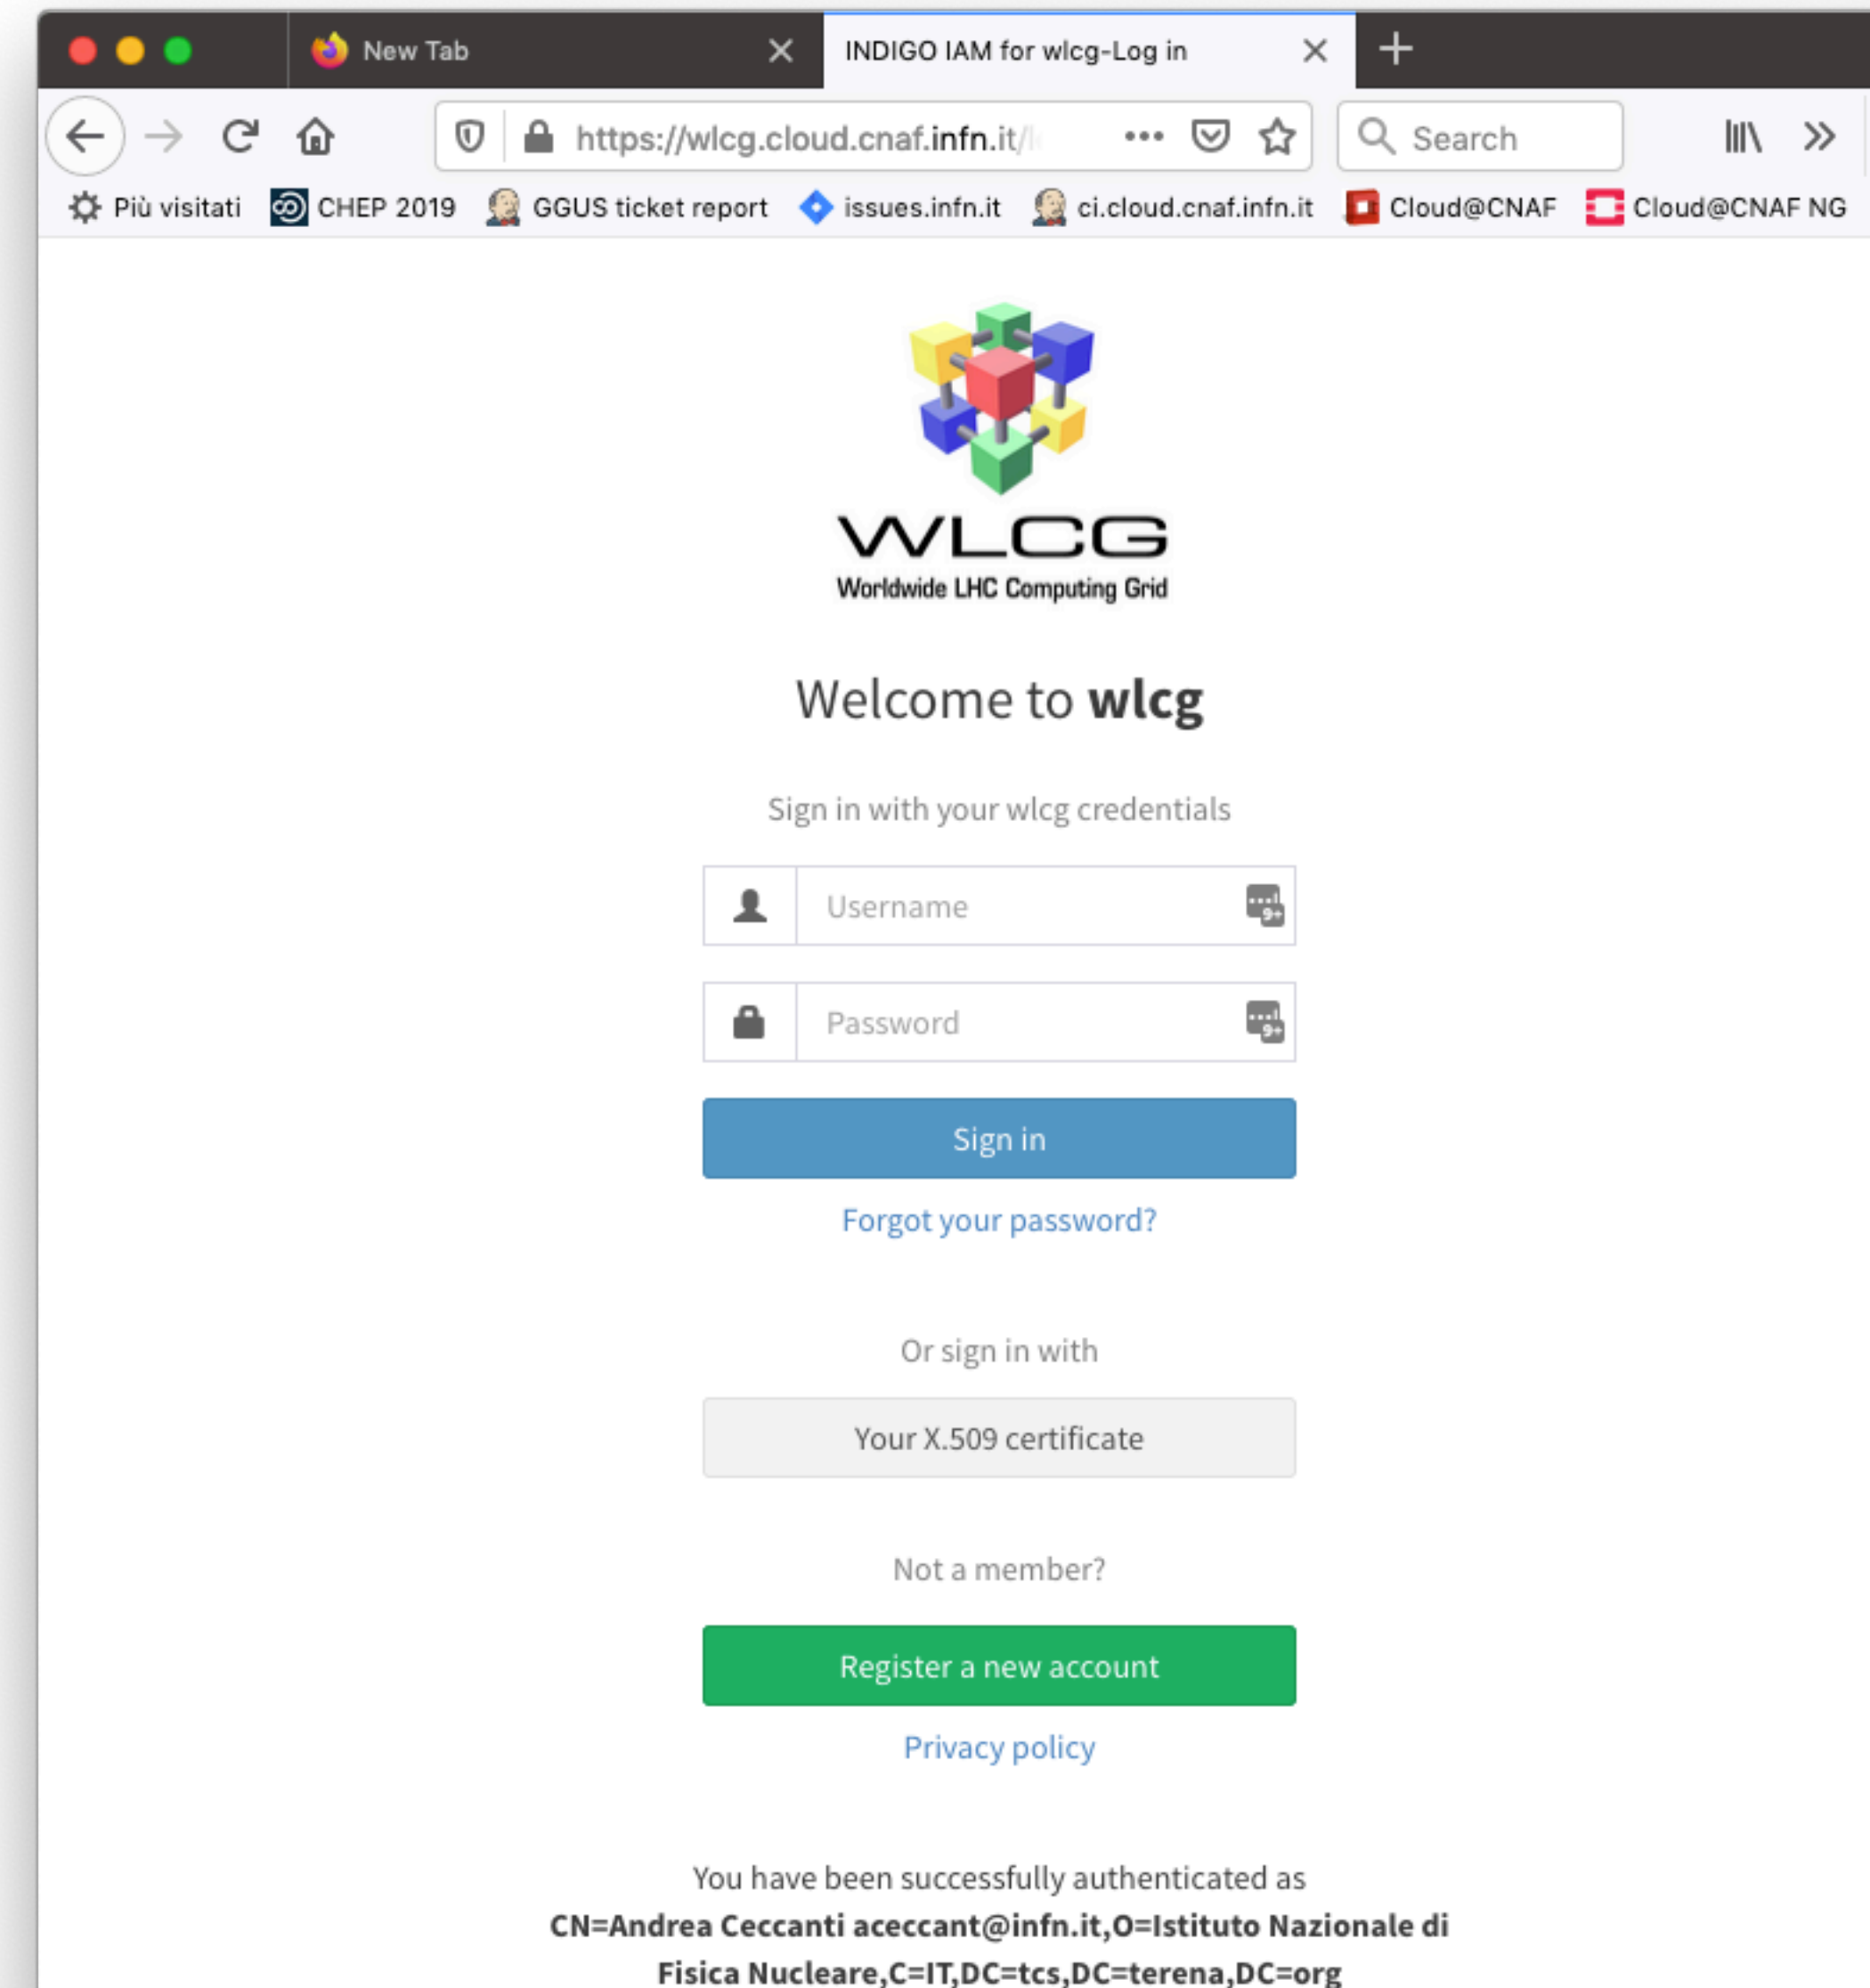 New Tab
INDIGO IAM for wlcg-Log in
https://wlcg.cloud.cnaf.infn.it/
Search
Più visitati
CHEP 2019
GGUS ticket report
issues.infn.it
ci.cloud.cnaf.infn.it
Cloud@CNAF
Cloud@CNAF NG
WLCG
Worldwide LHC Computing Grid
Welcome to wlcg
Sign in with your wlcg credentials
Username
9+
Password
9+
Sign in
Forgot your password?
Or sign in with
Your X.509 certificate
Not a member?
Register a new account
Privacy policy
You have been successfully authenticated as
CN=Andrea Ceccanti aceccant@infn.it,O=Istituto Nazionale di
Fisica Nucleare,C=IT,DC=tcs,DC=terena,DC=org